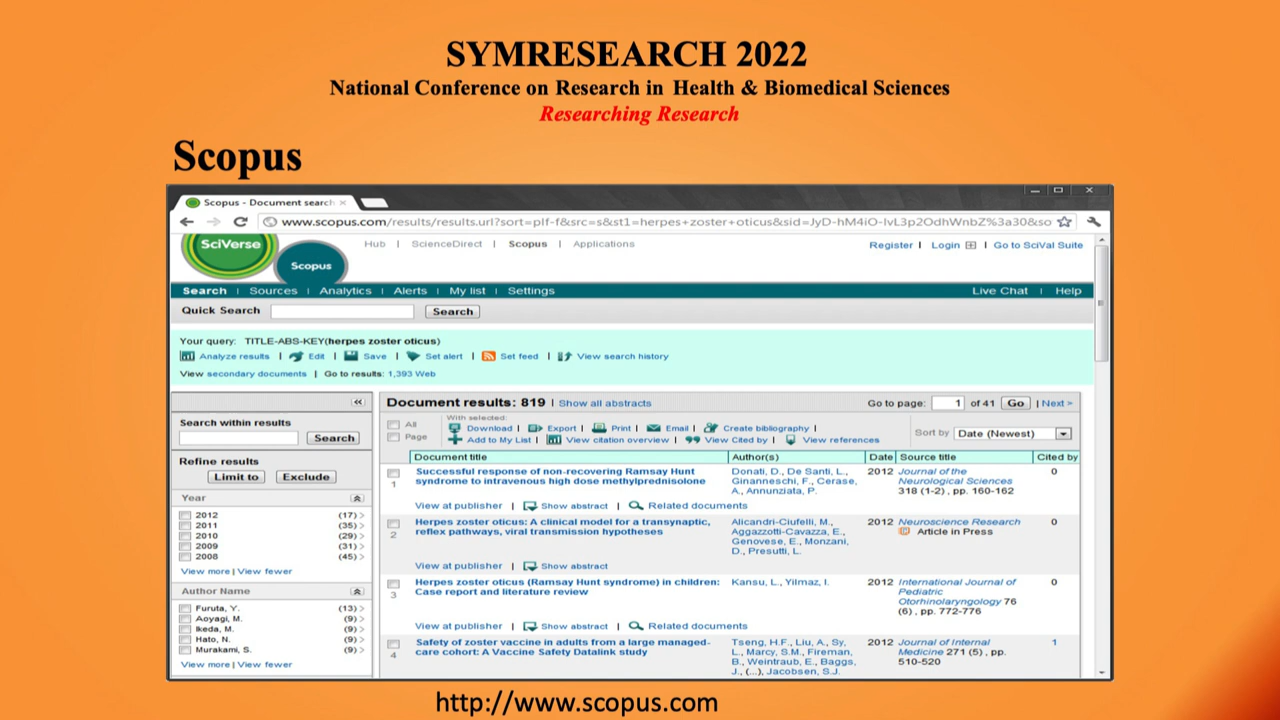 SYMRESEARCH 2022
National Conference on Research in Health & Biomedical Sciences
Researching Research
Scopus
Scopus - Document search ×
www.scopus.com/results/results.url?sort=plf-f&src=s&st1=herpes+zoster+oticus&sid=JyD-hM4iO-IvL3p2OdhWnbZ%3a30&so
SciVerse
Scopus
Hub | ScienceDirect | Scopus | Applications
Register | Login | Go to SciVal Suite
Search | Sources | Analytics | Alerts | My list | Settings
Live Chat | Help
Quick Search Search
Your query: TITLE-ABS-KEY(herpes zoster oticus)
Analyze results | Edit | Save | Set alert | Set feed | View search history
View secondary documents | Go to results: 1,393 Web
Search within results
Search
Refine results
Limit to Exclude
Year
2012 (17)
2011 (35)
2010 (29)
2009 (31)
2008 (45)
View more | View fewer
Author Name
Furuta, Y. (13)
Aoyagi, M. (9)
Ikeda, M. (9)
Hato, N. (9)
Murakami, S. (9)
View more | View fewer
Document results: 819 | Show all abstracts
Go to page: 1 of 41 Go | Next >
All
Page
With selected:
Download | Export | Print | Email | Create bibliography |
Add to My List | View citation overview | View Cited by | View references
Sort by Date (Newest)
Document title Author(s) Date Source title Cited by
1
Successful response of non-recovering Ramsay Hunt
syndrome to intravenous high dose methylprednisolone
Donati, D., De Santi, L.,
Ginanneschi, F., Cerase,
A., Annunziata, P.
2012 Journal of the
Neurological Sciences
318 (1-2), pp. 160-162
0
View at publisher | Show abstract | Related documents
2
Herpes zoster oticus: A clinical model for a transynaptic,
reflex pathways, viral transmission hypotheses
Alicandri-Ciufelli, M.,
Aggazzotti-Cavazza, E.,
Genovese, E., Monzani,
D., Presutti, L.
2012 Neuroscience Research
Article in Press
0
View at publisher | Show abstract
3
Herpes zoster oticus (Ramsay Hunt syndrome) in children:
Case report and literature review
Kansu, L., Yilmaz, I.
2012 International Journal of
Pediatric
Otorhinolaryngology 76
(6), pp. 772-776
0
View at publisher | Show abstract | Related documents
4
Safety of zoster vaccine in adults from a large managed-
care cohort: A Vaccine Safety Datalink study
Tseng, H.F., Liu, A., Sy,
L., Marcy, S.M., Fireman,
B., Weintraub, E., Baggs,
J., (...), Jacobsen, S.J.
2012 Journal of Internal
Medicine 271 (5), pp.
510-520
1
http://www.scopus.com